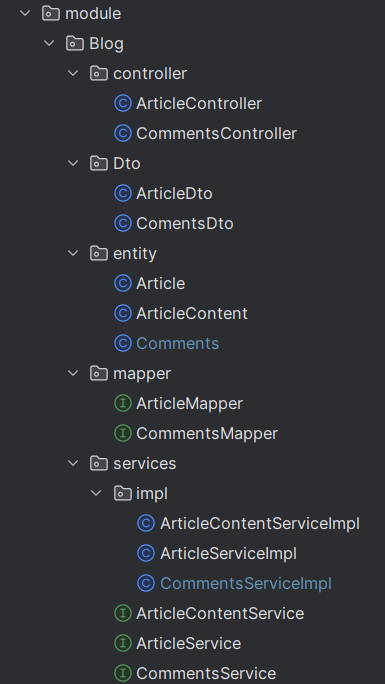 module
Blog
controller
ArticleController
CommentsController
Dto
ArticleDto
ComentsDto
entity
Article
ArticleContent
Comments
mapper
ArticleMapper
CommentsMapper
services
impl
ArticleContentServiceImpl
ArticleServiceImpl
CommentsServiceImpl
ArticleContentService
ArticleService
CommentsService